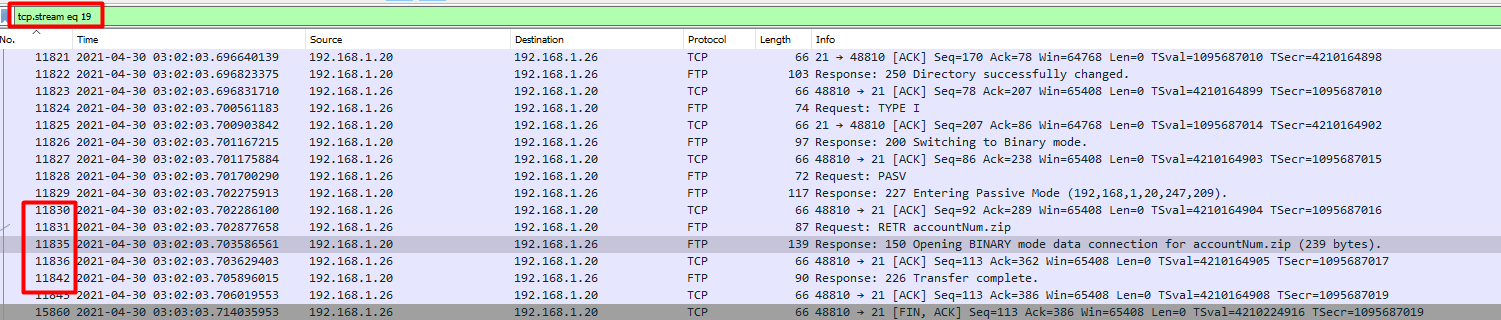 tcp.stream eq 19
No. Time Source Destination Protocol Length Info
11821 2021-04-30 03:02:03.696640139 192.168.1.20 192.168.1.26 TCP 66 21 → 48810 [ACK] Seq=170 Ack=78 Win=64768 Len=0 TSval=1095687010 TSecr=4210164898
11822 2021-04-30 03:02:03.696823375 192.168.1.20 192.168.1.26 FTP 103 Response: 250 Directory successfully changed.
11823 2021-04-30 03:02:03.696831710 192.168.1.26 192.168.1.20 TCP 66 48810 → 21 [ACK] Seq=78 Ack=207 Win=65408 Len=0 TSval=4210164899 TSecr=1095687010
11824 2021-04-30 03:02:03.700561183 192.168.1.26 192.168.1.20 FTP 74 Request: TYPE I
11825 2021-04-30 03:02:03.700903842 192.168.1.20 192.168.1.26 TCP 66 21 → 48810 [ACK] Seq=207 Ack=86 Win=64768 Len=0 TSval=1095687014 TSecr=4210164902
11826 2021-04-30 03:02:03.701167215 192.168.1.20 192.168.1.26 FTP 97 Response: 200 Switching to Binary mode.
11827 2021-04-30 03:02:03.701175884 192.168.1.26 192.168.1.20 TCP 66 48810 → 21 [ACK] Seq=86 Ack=238 Win=65408 Len=0 TSval=4210164903 TSecr=1095687015
11828 2021-04-30 03:02:03.701700290 192.168.1.26 192.168.1.20 FTP 72 Request: PASV
11829 2021-04-30 03:02:03.702275913 192.168.1.20 192.168.1.26 FTP 117 Response: 227 Entering Passive Mode (192,168,1,20,247,209).
11830 2021-04-30 03:02:03.702286100 192.168.1.26 192.168.1.20 TCP 66 48810 → 21 [ACK] Seq=92 Ack=289 Win=65408 Len=0 TSval=4210164904 TSecr=1095687016
11831 2021-04-30 03:02:03.702877658 192.168.1.26 192.168.1.20 FTP 87 Request: RETR accountNum.zip
11835 2021-04-30 03:02:03.703586561 192.168.1.20 192.168.1.26 FTP 139 Response: 150 Opening BINARY mode data connection for accountNum.zip (239 bytes).
11836 2021-04-30 03:02:03.703629403 192.168.1.26 192.168.1.20 TCP 66 48810 → 21 [ACK] Seq=113 Ack=362 Win=65408 Len=0 TSval=4210164905 TSecr=1095687017
11842 2021-04-30 03:02:03.705896015 192.168.1.20 192.168.1.26 FTP 90 Response: 226 Transfer complete.
11843 2021-04-30 03:02:03.706019553 192.168.1.26 192.168.1.20 TCP 66 48810 → 21 [ACK] Seq=113 Ack=386 Win=65408 Len=0 TSval=4210164908 TSecr=1095687019
15860 2021-04-30 03:03:03.714035953 192.168.1.26 192.168.1.20 TCP 66 48810 → 21 [FIN, ACK] Seq=113 Ack=386 Win=65408 Len=0 TSval=4210224916 TSecr=1095687019